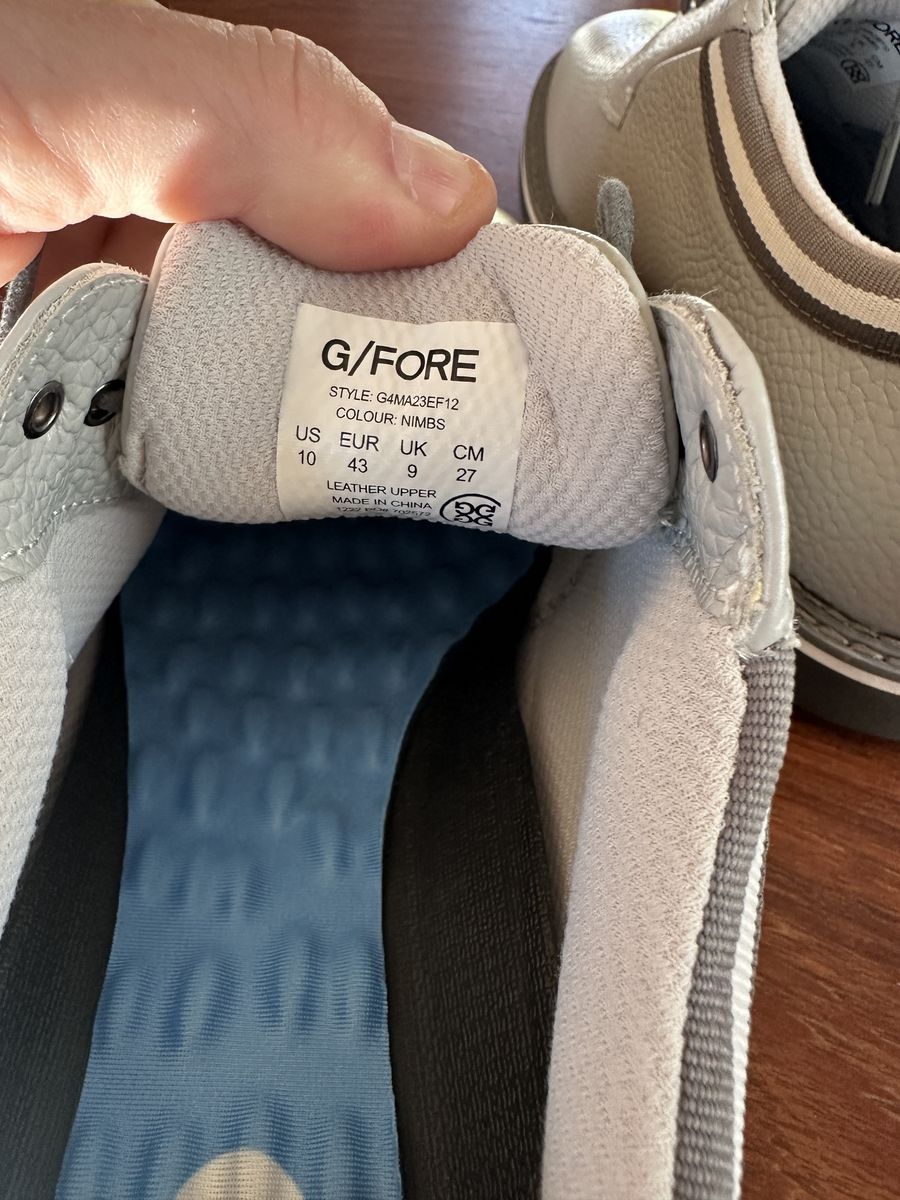 G/FORE
STYLE: G4MA23EF12
COLOUR: NIMBS
US EUR UK CM
10 43 9 27
LEATHER UPPER
MADE IN CHINA